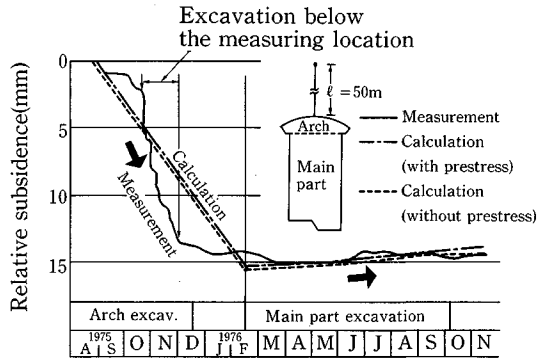 Excavation below
the measuring location
Relative subsidence(mm)
0
5
10
15
Measurement
Calculation
ℓ = 50m
Arch
Main
part
Measurement
Calculation
(with prestress)
Calculation
(without prestress)
Arch excav.
Main part excavation
1975
A S O N D
1976
J F M A M J J A S O N